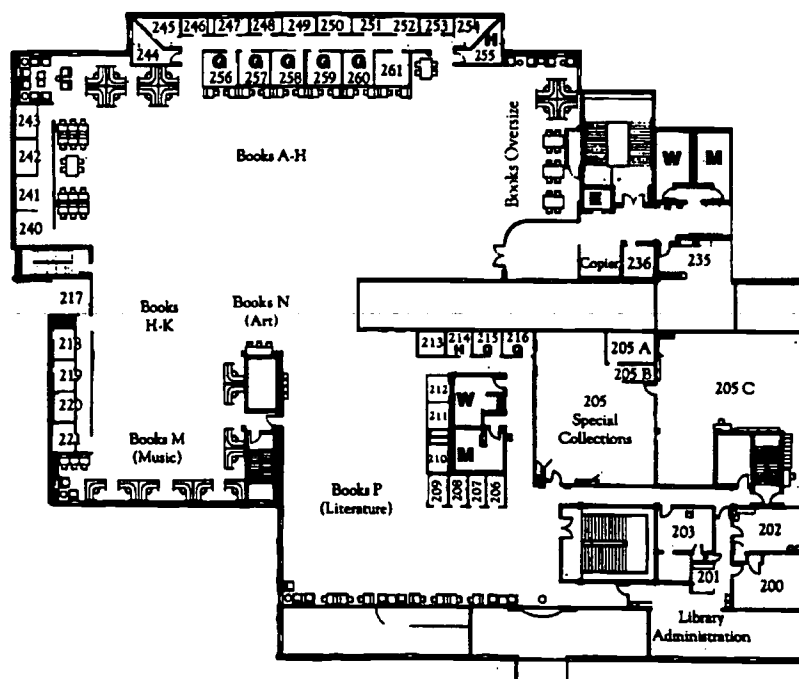 245 246 247 248 249 250 251 252 253 254
244
H
255
G G G G G
256 257 258 259 260 261
243
242
241
240
Books A-H
Books Oversize
W M
E
Copier 236 235
217
Books
H-K
Books N
(Art)
218
219
220
221
213 214 215 216
H G G
205 A
205 B
205 C
212
211
210
W
M
205
Special
Collections
Books M
(Music)
Books P
(Literature)
209 208 207 206
203
202
201
200
Library
Administration